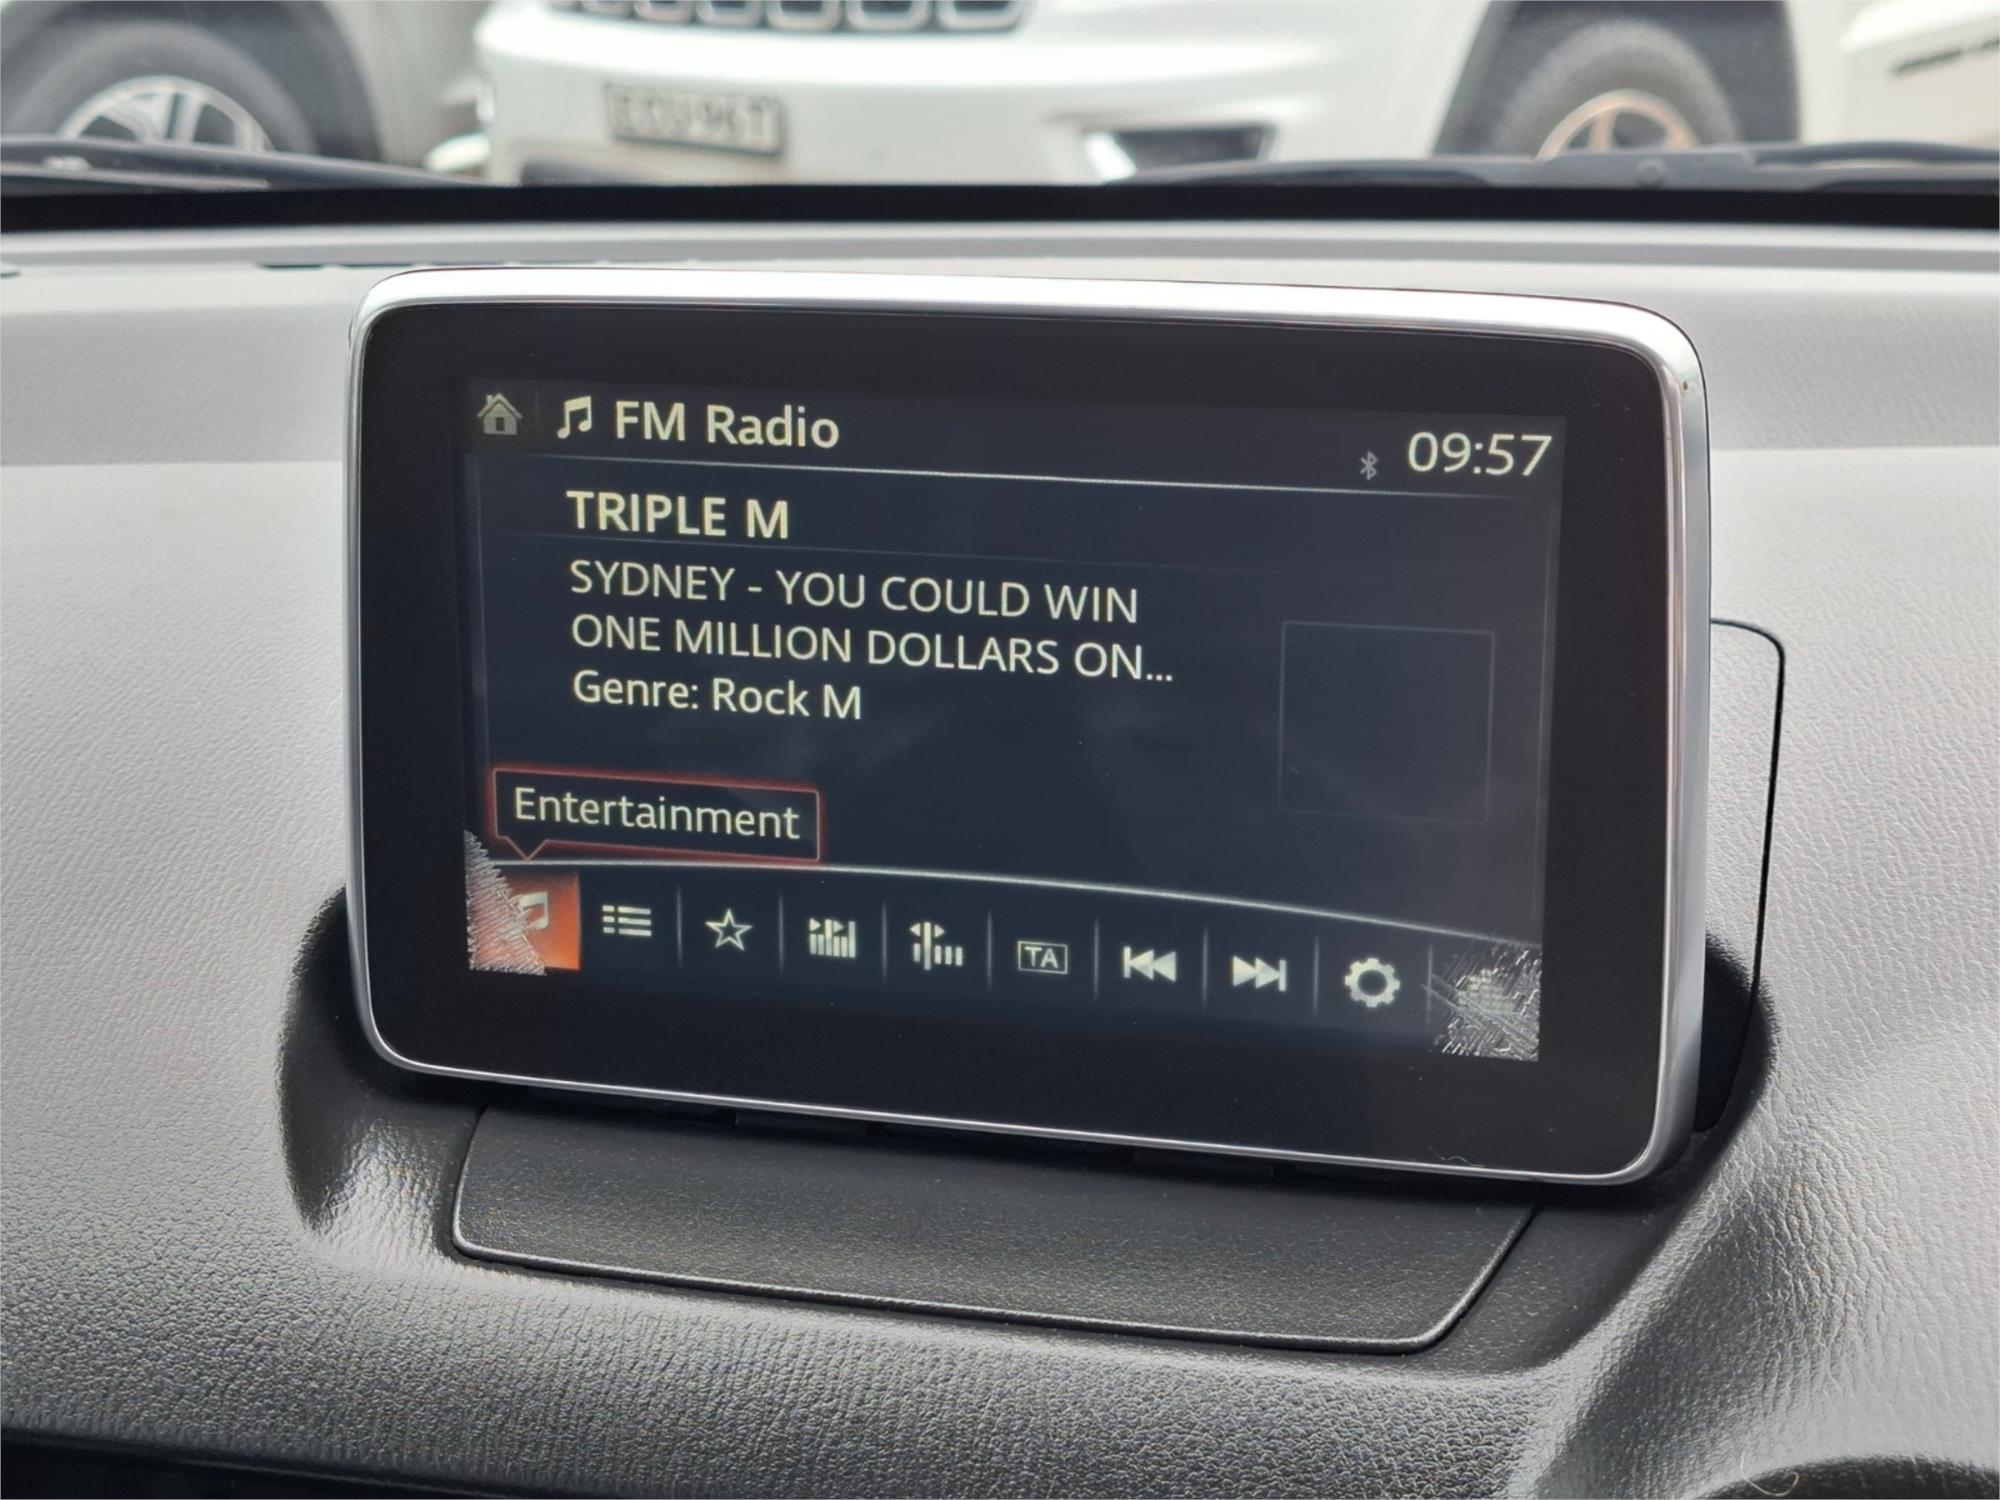 FM Radio
09:57
TRIPLE M
SYDNEY - YOU COULD WIN
ONE MILLION DOLLARS ON...
Genre: Rock M
Entertainment
TA